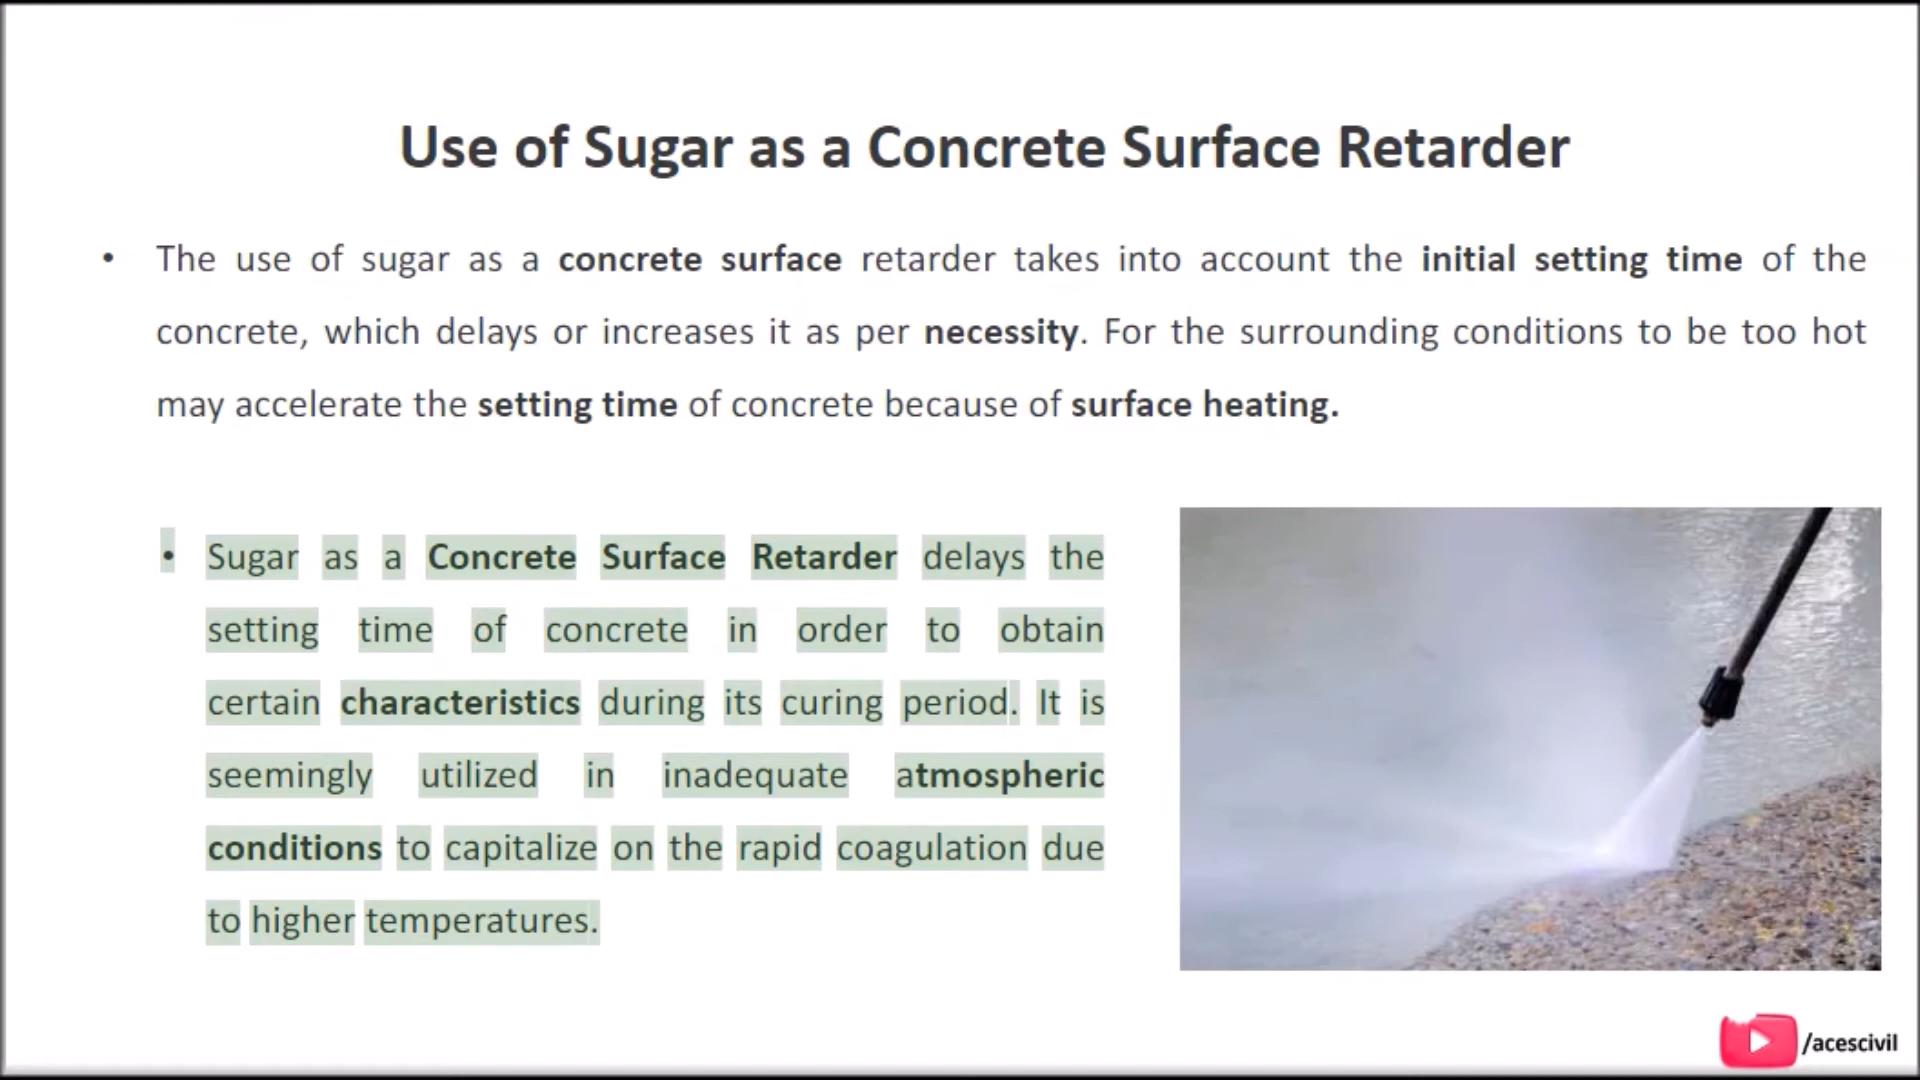 Use of Sugar as a Concrete Surface Retarder
• The use of sugar as a concrete surface retarder takes into account the initial setting time of the
concrete, which delays or increases it as per necessity. For the surrounding conditions to be too hot
may accelerate the setting time of concrete because of surface heating.
• Sugar as a Concrete Surface Retarder delays the
setting time of concrete in order to obtain
certain characteristics during its curing period. It is
seemingly utilized in inadequate atmospheric
conditions to capitalize on the rapid coagulation due
to higher temperatures.
/acescivil